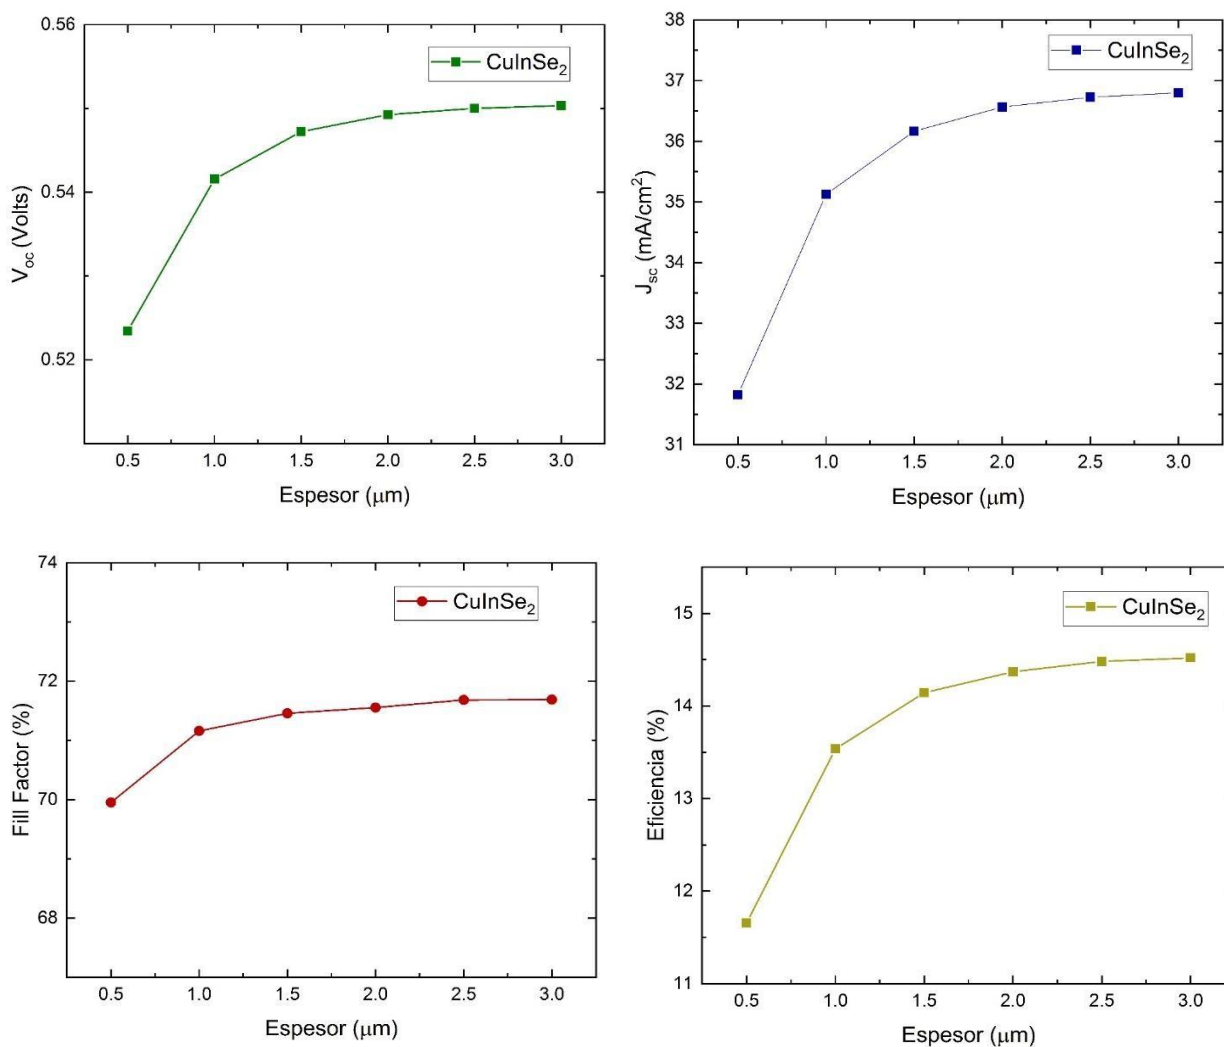 0.56
0.54
0.52
V_oc (Volts)
CuInSe₂
0.5 1.0 1.5 2.0 2.5 3.0
Espesor (μm)
38
37
36
35
34
33
32
31
J_sc (mA/cm²)
CuInSe₂
0.5 1.0 1.5 2.0 2.5 3.0
Espesor (μm)
74
72
70
68
Fill Factor (%)
CuInSe₂
0.5 1.0 1.5 2.0 2.5 3.0
Espesor (μm)
15
14
13
12
11
Eficiencia (%)
CuInSe₂
0.5 1.0 1.5 2.0 2.5 3.0
Espesor (μm)